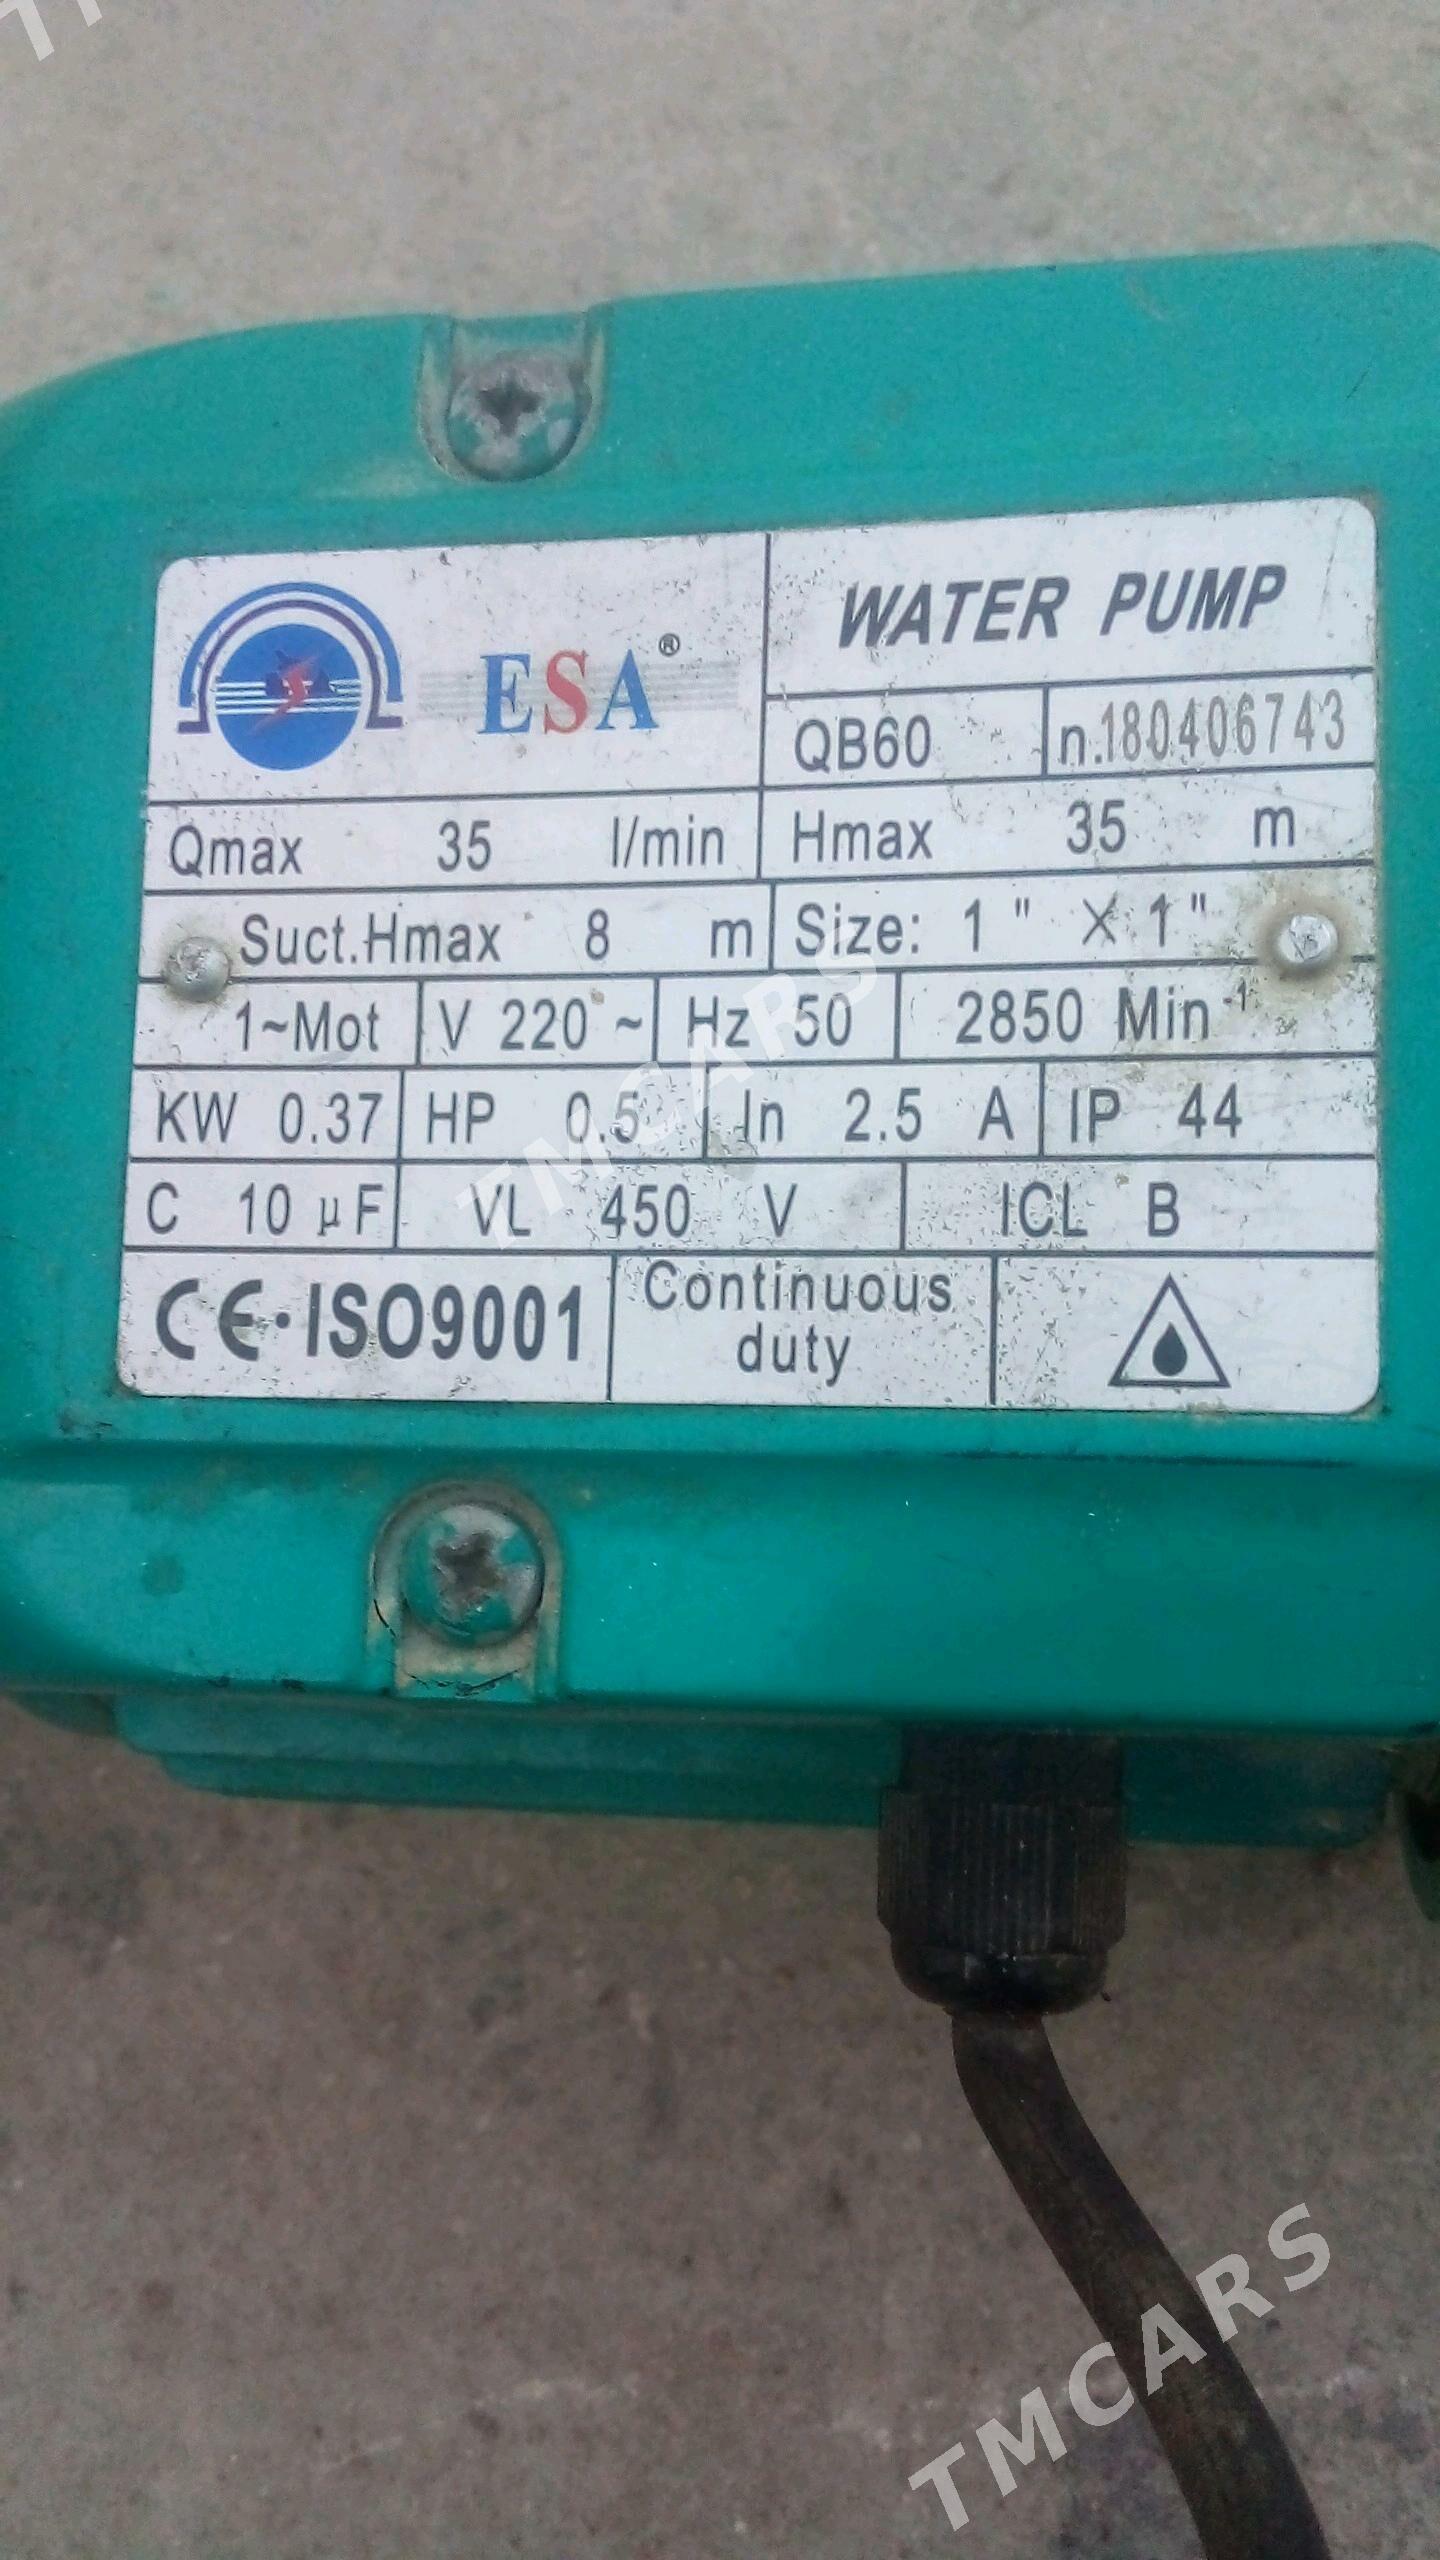 ESA®
WATER PUMP
QB60 n.180406743
Qmax 35 l/min Hmax 35 m
Suct.Hmax 8 m Size: 1" X 1"
1~Mot V 220 ~ Hz 50 2850 Min⁻¹
KW 0.37 HP 0.5 In 2.5 A IP 44
C 10 µF VL 450 V ICL B
CE·ISO9001 Continuous duty
TMCARS
TMCARS